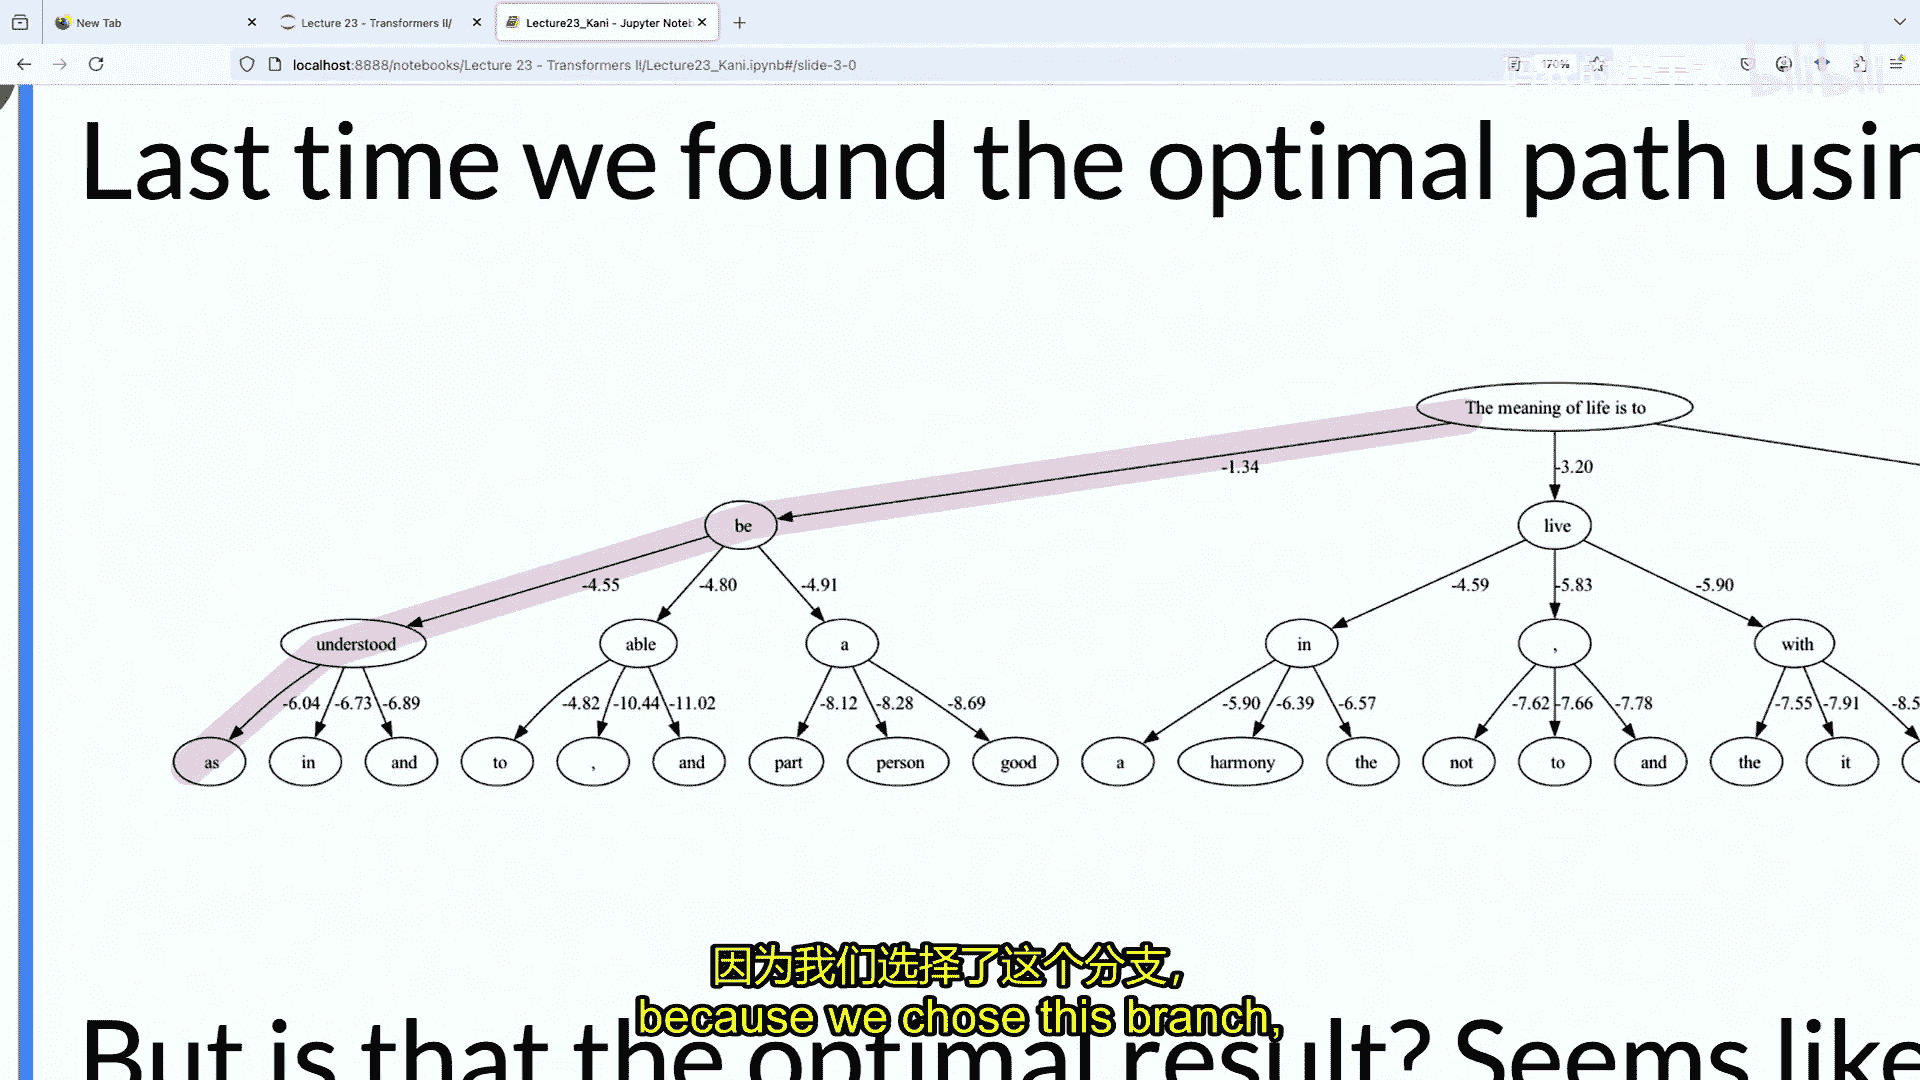 New Tab
Lecture 23 - Transformers II/
Lecture23_Kani - Jupyter Noteb
localhost:8888/notebooks/Lecture 23 - Transformers II/Lecture23_Kani.ipynb#/slide-3-0
170%
bilibili
Last time we found the optimal path usin
The meaning of life is to
-1.34 -3.20
be live
-4.55 -4.80 -4.91 -4.59 -5.83 -5.90
understood able a in , with
-6.04 -6.73 -6.89 -4.82 -10.44 -11.02 -8.12 -8.28 -8.69 -5.90 -6.39 -6.57 -7.62 -7.66 -7.78 -7.55 -7.91 -8.5
as in and to , and part person good a harmony the not to and the it
因为我们选择了这个分支,
because we chose this branch,
But is that the optimal result? Seems like